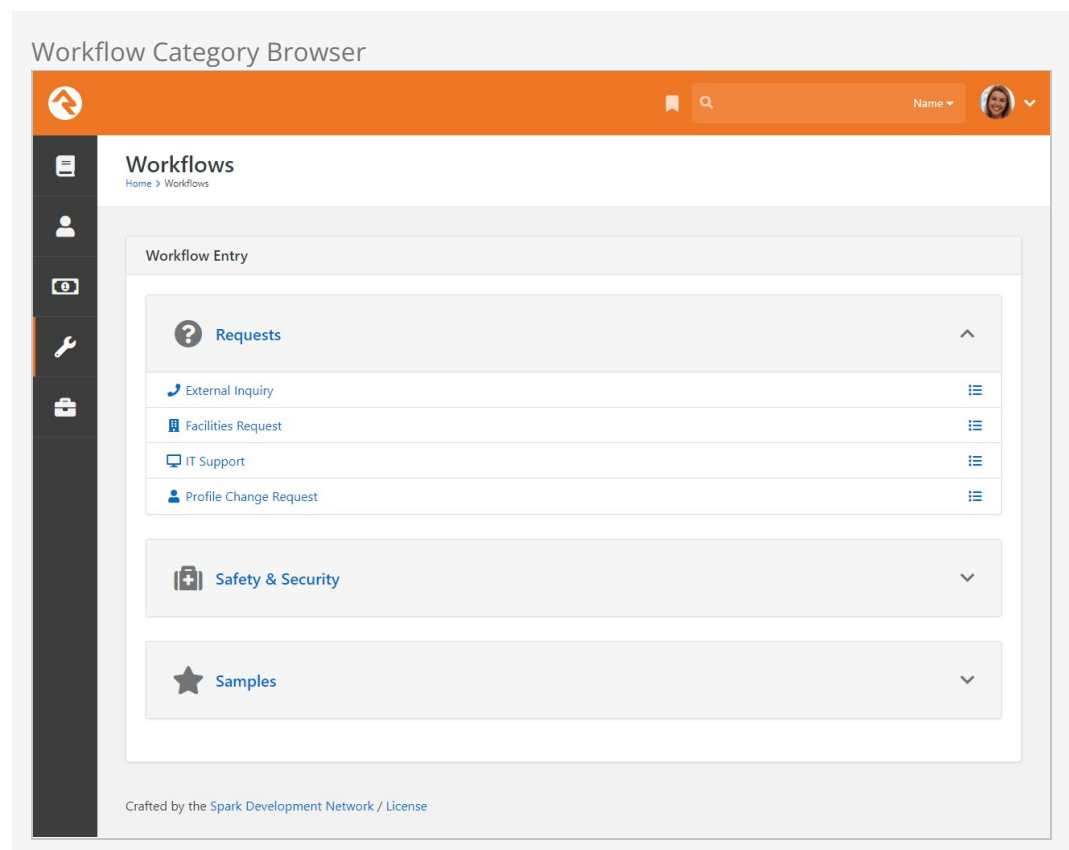 Workflow Category Browser
Name
Workflows
Home > Workflows
Workflow Entry
Requests
External Inquiry
Facilities Request
IT Support
Profile Change Request
Safety & Security
Samples
Crafted by the Spark Development Network / License